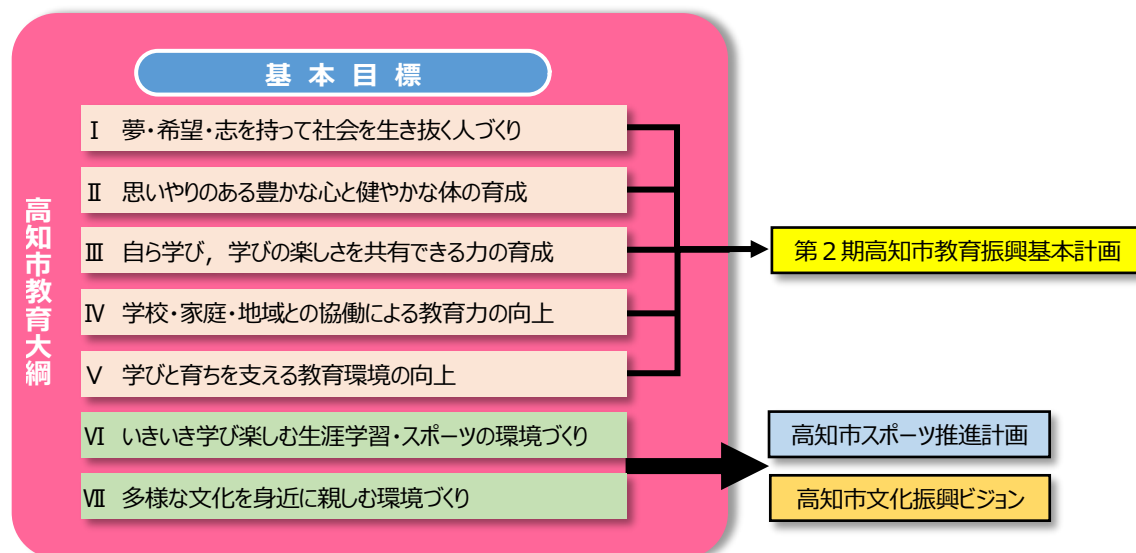 高知市教育大綱
基本目標
Ⅰ 夢・希望・志を持って社会を生き抜く人づくり
Ⅱ 思いやりのある豊かな心と健やかな体の育成
Ⅲ 自ら学び，学びの楽しさを共有できる力の育成
Ⅳ 学校・家庭・地域との協働による教育力の向上
Ⅴ 学びと育ちを支える教育環境の向上
Ⅵ いきいき学び楽しむ生涯学習・スポーツの環境づくり
Ⅶ 多様な文化を身近に親しむ環境づくり
第２期高知市教育振興基本計画
高知市スポーツ推進計画
高知市文化振興ビジョン